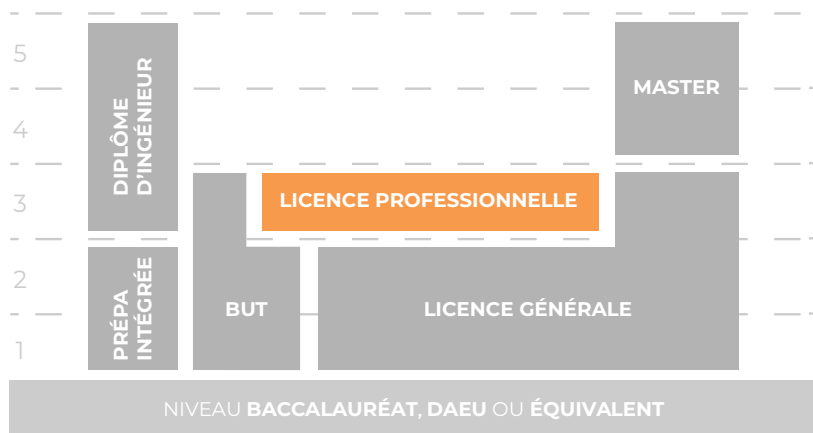 5
4
3
2
1
DIPLÔME
D'INGÉNIEUR
PRÉPA
INTÉGRÉE
BUT
LICENCE PROFESSIONNELLE
LICENCE GÉNÉRALE
MASTER
NIVEAU BACCALAURÉAT, DAEU OU ÉQUIVALENT